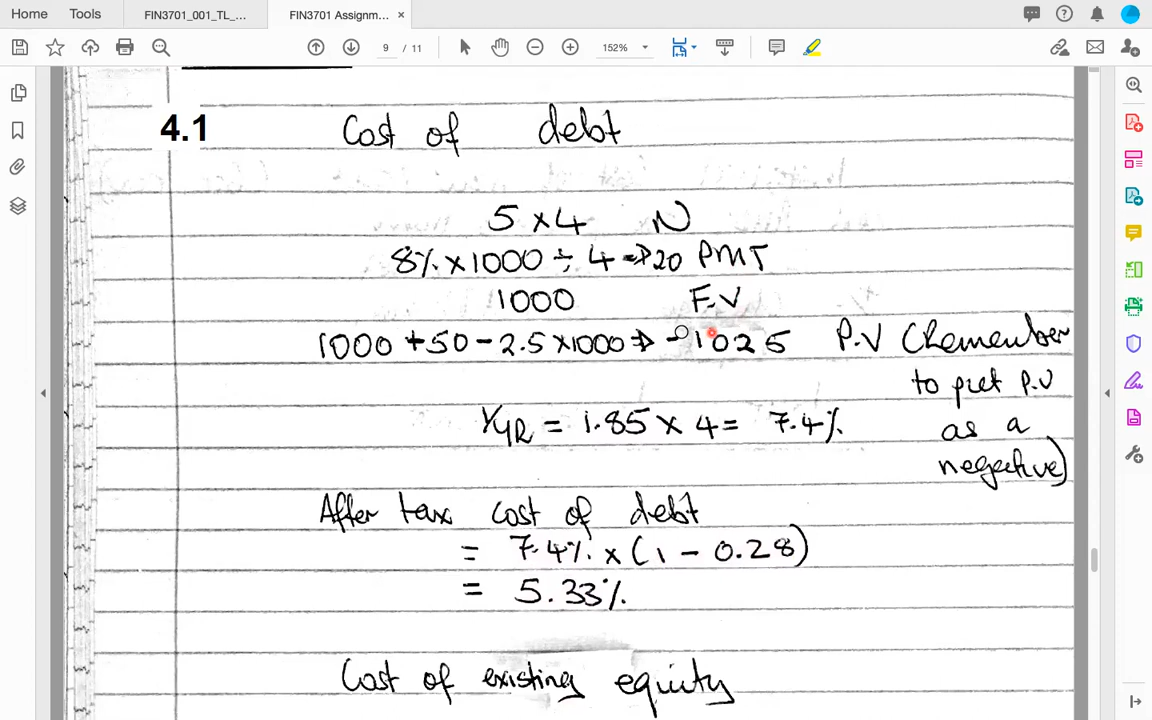 Home Tools FIN3701_001_TL_... FIN3701 Assignm... ×
9 / 11 152%
4.1 Cost of debt
5 × 4 N
8% × 1000 ÷ 4 => 20 PMT
1000 F.V
1000 + 50 - 2.5 × 1000 => - 1025 P.V (Remember
to put P.V
as a
negective)
I/YR = 1.85 × 4 = 7.4%
After tax cost of debt
= 7.4% × (1 - 0.28)
= 5.33%
Cost of existing equity